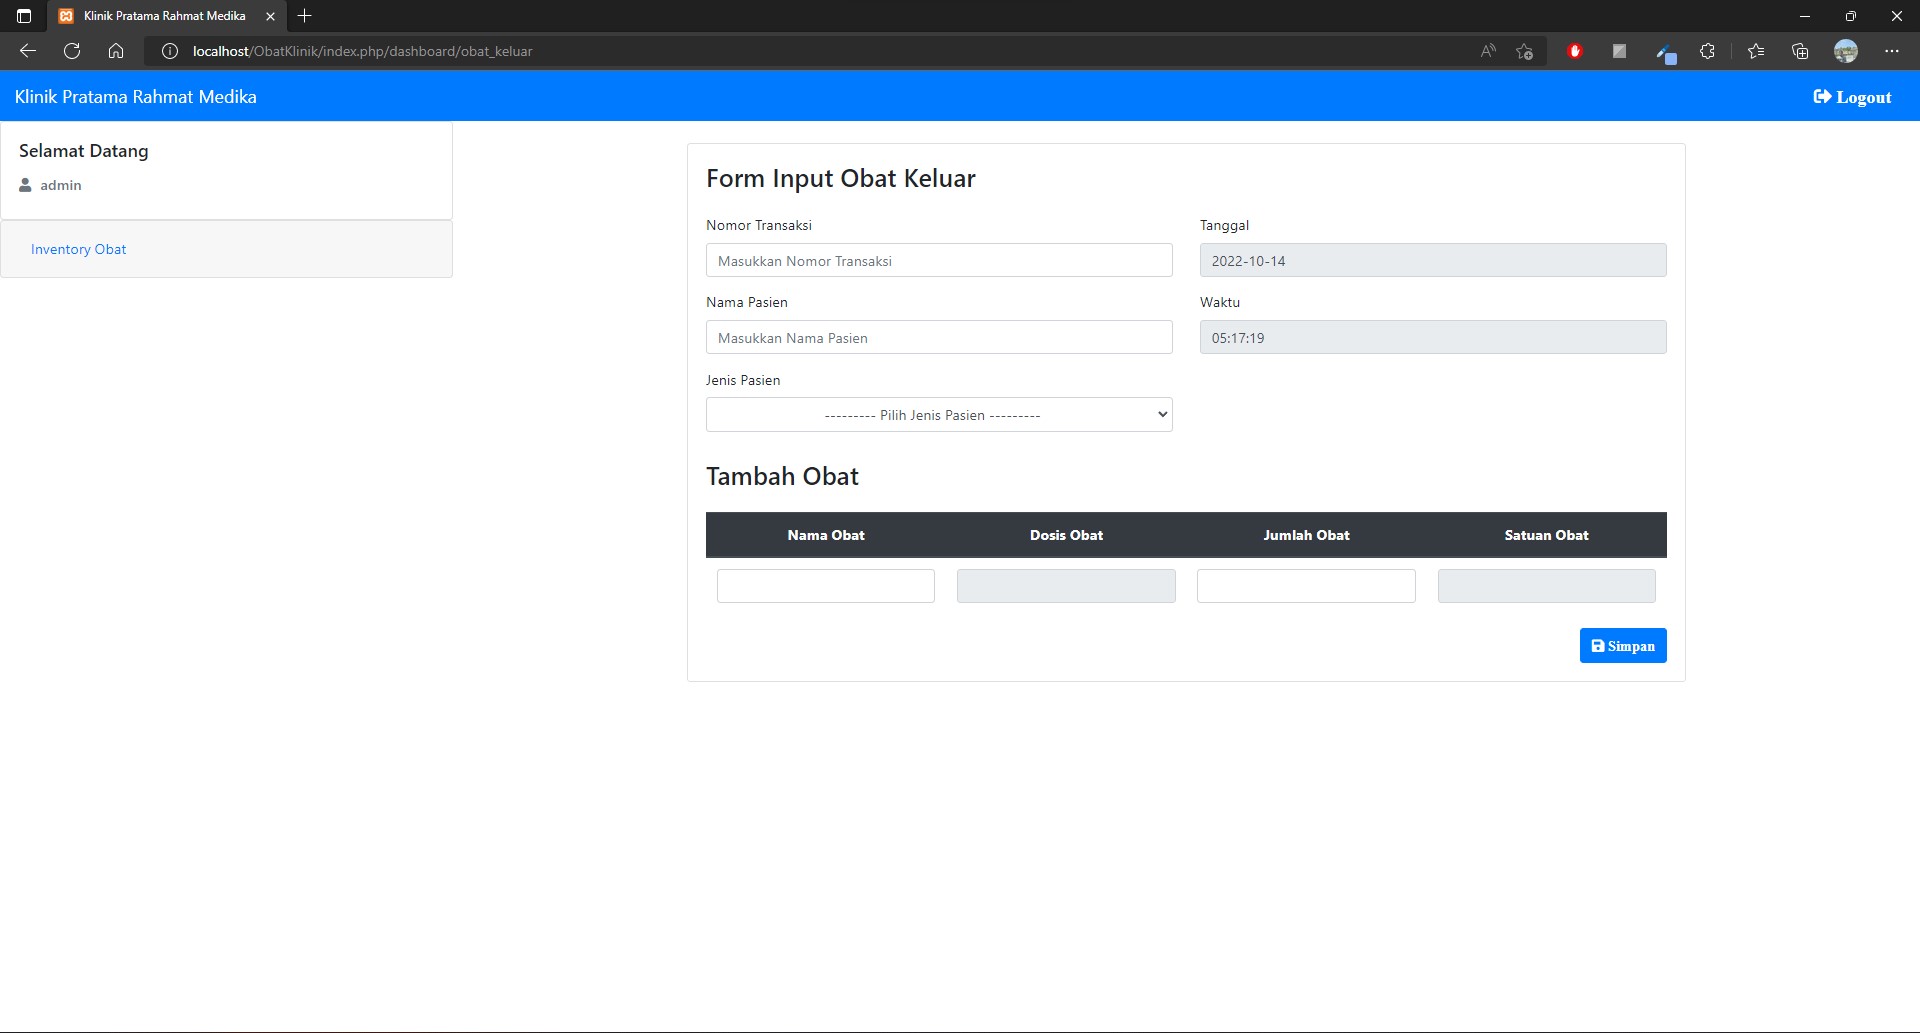 Klinik Pratama Rahmat Medika
localhost/ObatKlinik/index.php/dashboard/obat_keluar
Klinik Pratama Rahmat Medika
Logout
Selamat Datang
admin
Inventory Obat
Form Input Obat Keluar
Nomor Transaksi
Masukkan Nomor Transaksi
Tanggal
2022-10-14
Nama Pasien
Masukkan Nama Pasien
Waktu
05:17:19
Jenis Pasien
--------- Pilih Jenis Pasien ---------
Tambah Obat
Nama Obat Dosis Obat Jumlah Obat Satuan Obat
Simpan